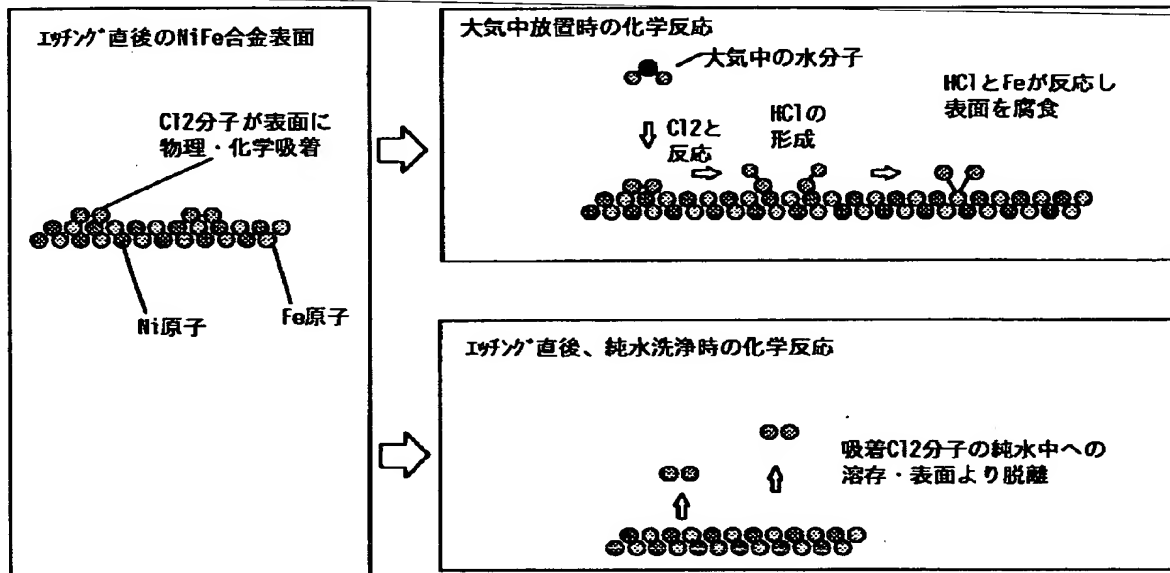 エッチング直後のNiFe合金表面
Cl2分子が表面に
物理・化学吸着
Ni原子
Fe原子
大気中放置時の化学反応
大気中の水分子
Cl2と
反応
HClの
形成
HClとFeが反応し
表面を腐食
エッチング直後、純水洗浄時の化学反応
吸着Cl2分子の純水中への
溶存・表面より脱離